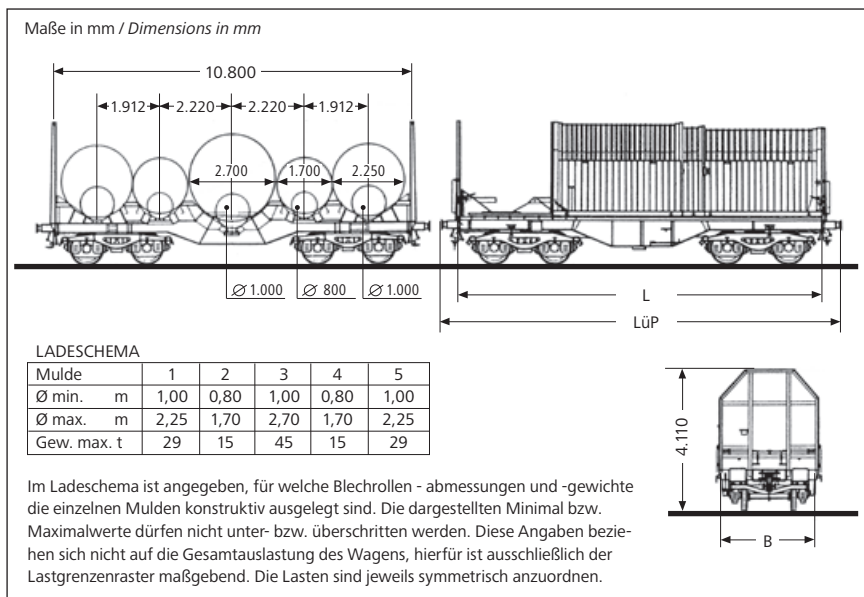 Maße in mm / Dimensions in mm
10.800
1.912 2.220 2.220 1.912
2.700 1.700 2.250
Ø 1.000 Ø 800 Ø 1.000
L
LüP
LADESCHEMA
Mulde 1 2 3 4 5
Ø min. m 1,00 0,80 1,00 0,80 1,00
Ø max. m 2,25 1,70 2,70 1,70 2,25
Gew. max. t 29 15 45 15 29
4.110
B
Im Ladeschema ist angegeben, für welche Blechrollen - abmessungen und -gewichte
die einzelnen Mulden konstruktiv ausgelegt sind. Die dargestellten Minimal bzw.
Maximalwerte dürfen nicht unter- bzw. überschritten werden. Diese Angaben bezie-
hen sich nicht auf die Gesamtauslastung des Wagens, hierfür ist ausschließlich der
Lastgrenzenraster maßgebend. Die Lasten sind jeweils symmetrisch anzuordnen.